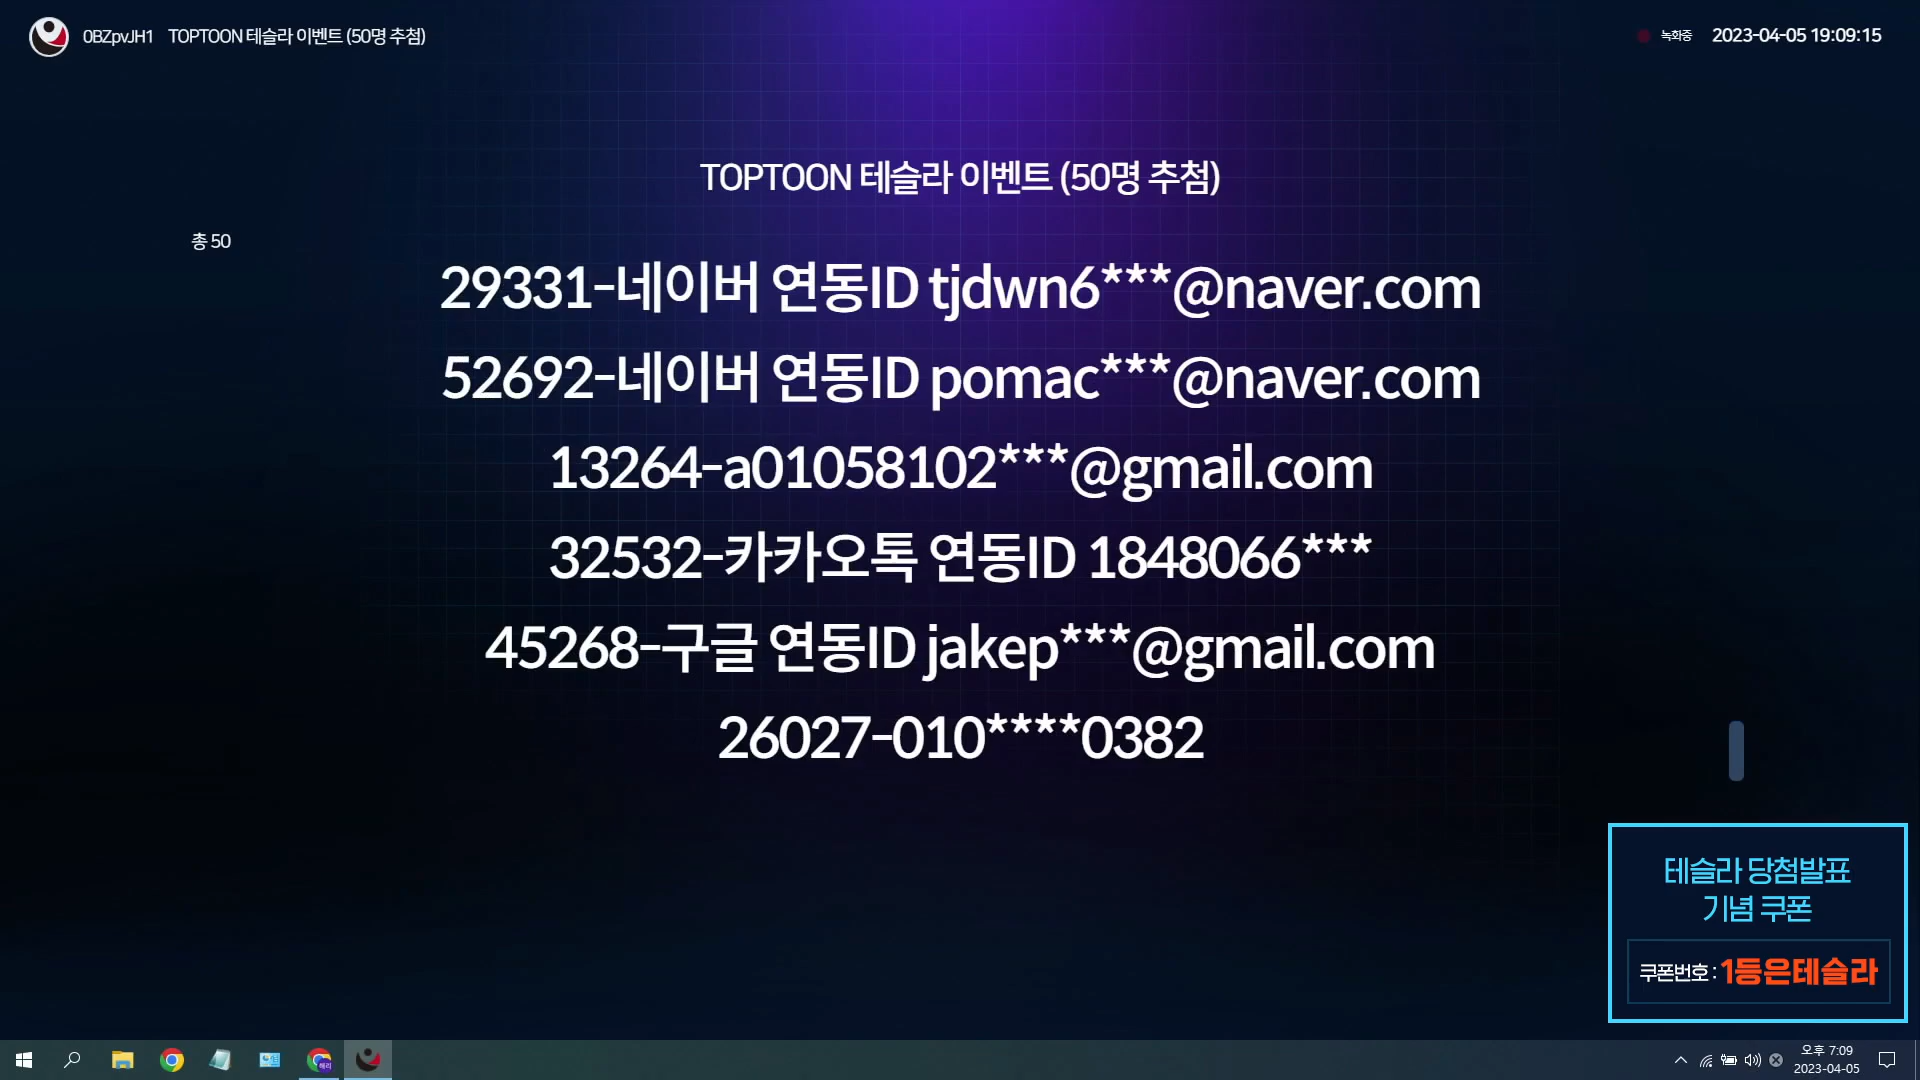 0BZpvJH1 TOPTOON 테슬라 이벤트 (50명 추첨)
녹화중 2023-04-05 19:09:15
TOPTOON 테슬라 이벤트 (50명 추첨)
총 50
29331-네이버 연동ID tjdwn6***@naver.com
52692-네이버 연동ID pomac***@naver.com
13264-a01058102***@gmail.com
32532-카카오톡 연동ID 1848066***
45268-구글 연동ID jakep***@gmail.com
26027-010****0382
테슬라 당첨발표
기념 쿠폰
쿠폰번호 : 1등은테슬라
해리
오후 7:09
2023-04-05